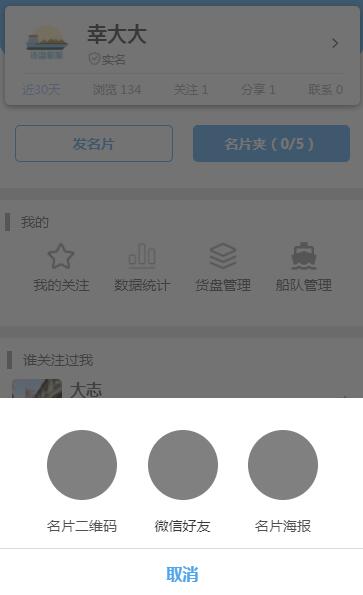 幸大大
实名
近30天 浏览 134 关注 1 分享 1 联系 0
发名片 名片夹（0/5）
我的
我的关注 数据统计 货盘管理 船队管理
谁关注过我
大志
名片二维码 微信好友 名片海报
取消